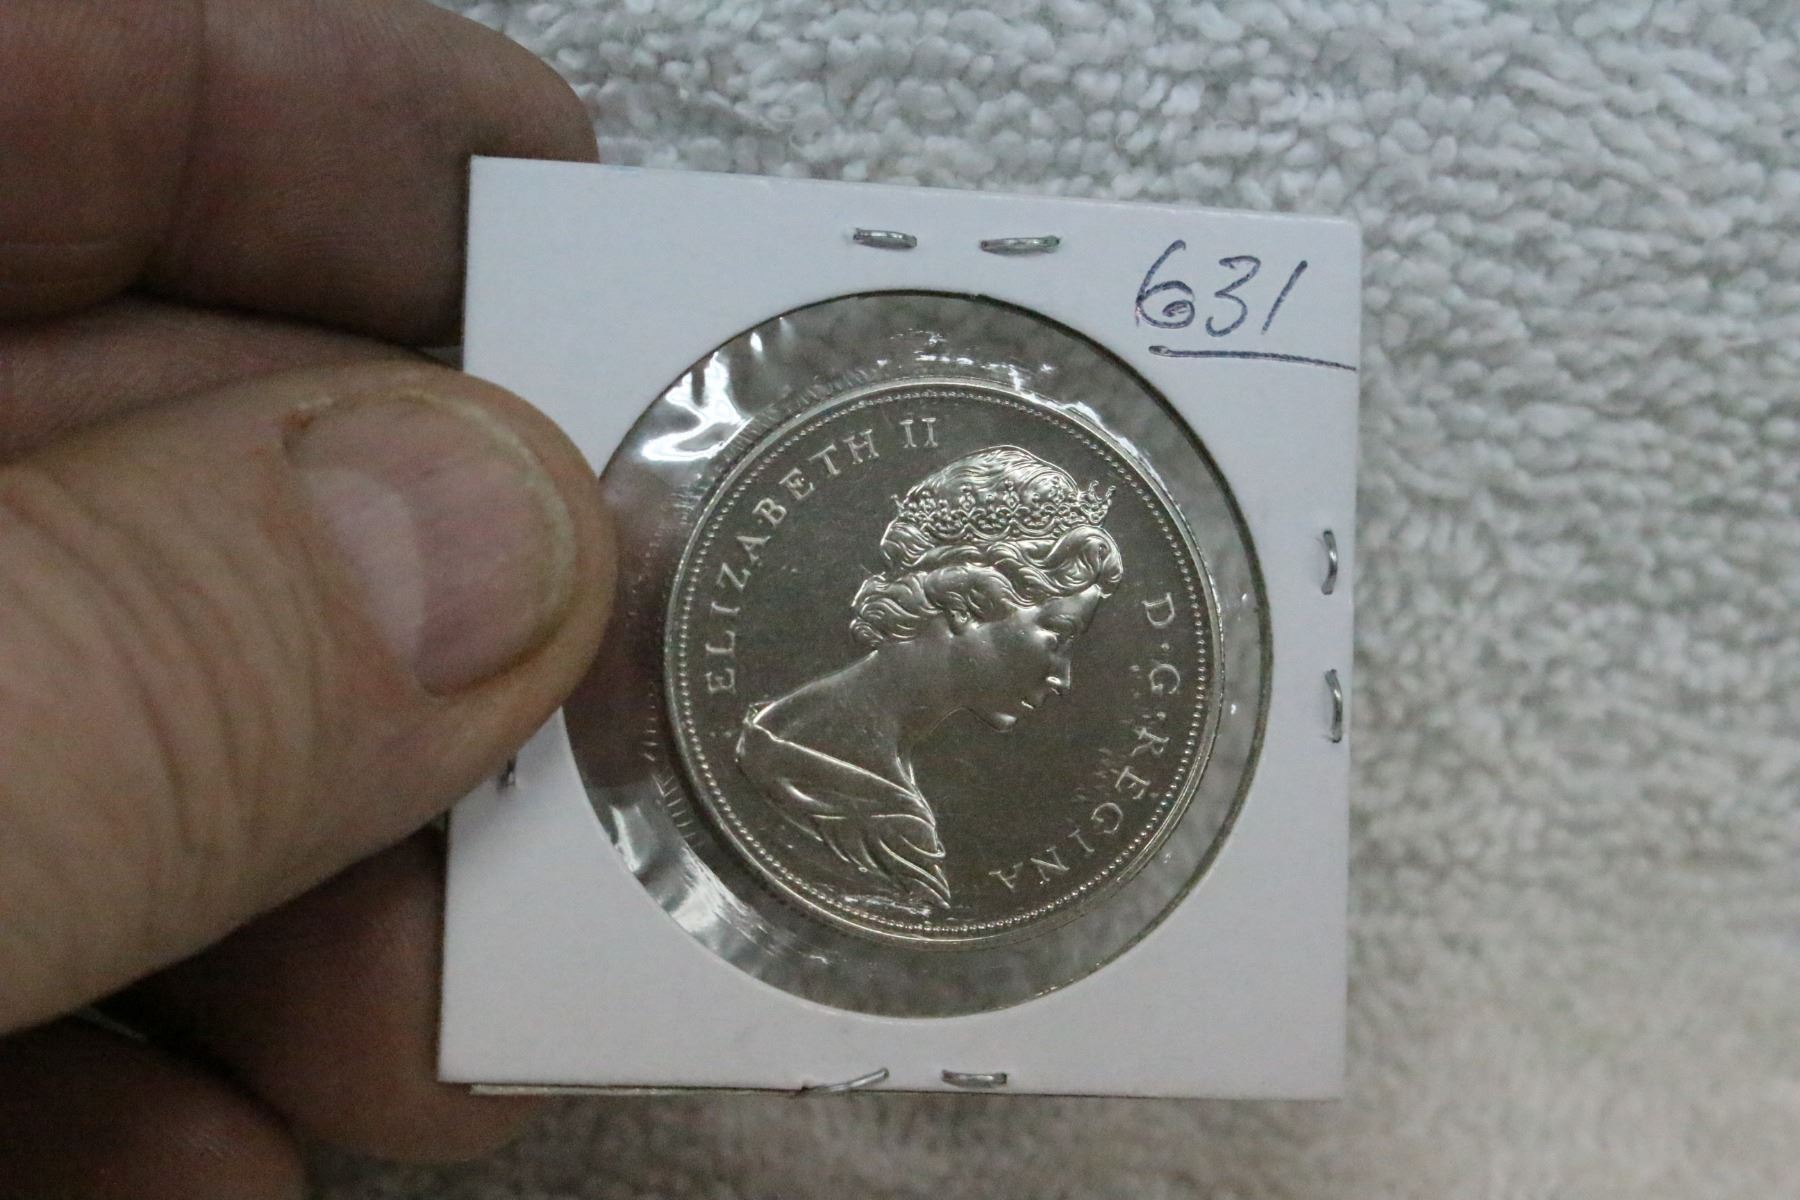 631
ELIZABETH II
D·G·REGINA